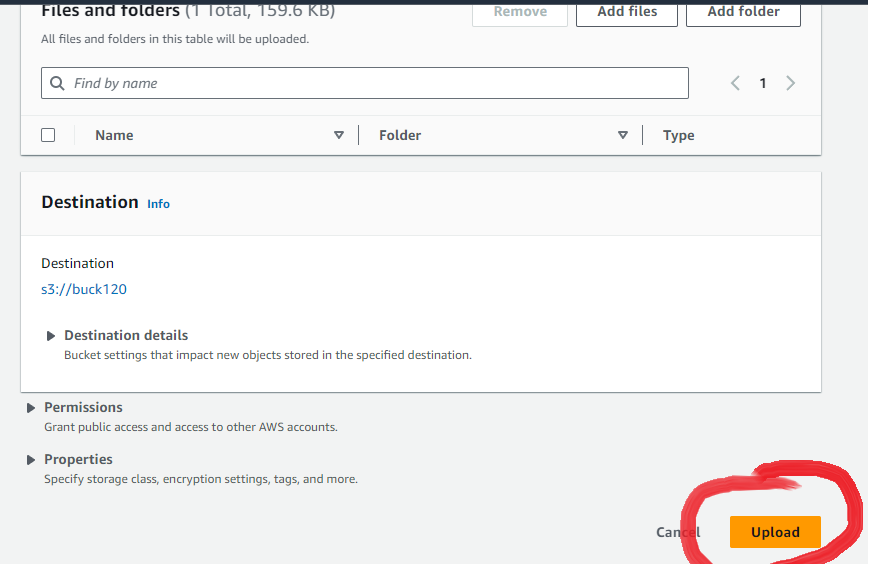 Files and folders (1 Total, 159.6 KB)
Remove
Add files
Add folder
All files and folders in this table will be uploaded.
Find by name
1
Name
Folder
Type
Destination Info
Destination
s3://buck120
Destination details
Bucket settings that impact new objects stored in the specified destination.
Permissions
Grant public access and access to other AWS accounts.
Properties
Specify storage class, encryption settings, tags, and more.
Cancel
Upload